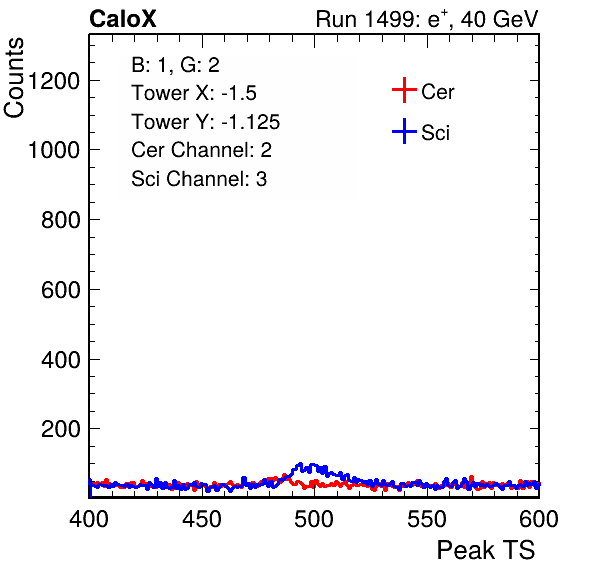 CaloX Run 1499: e⁺, 40 GeV
B: 1, G: 2
Tower X: -1.5
Tower Y: -1.125
Cer Channel: 2
Sci Channel: 3
Cer
Sci
Counts
1200
1000
800
600
400
200
400 450 500 550 600
Peak TS